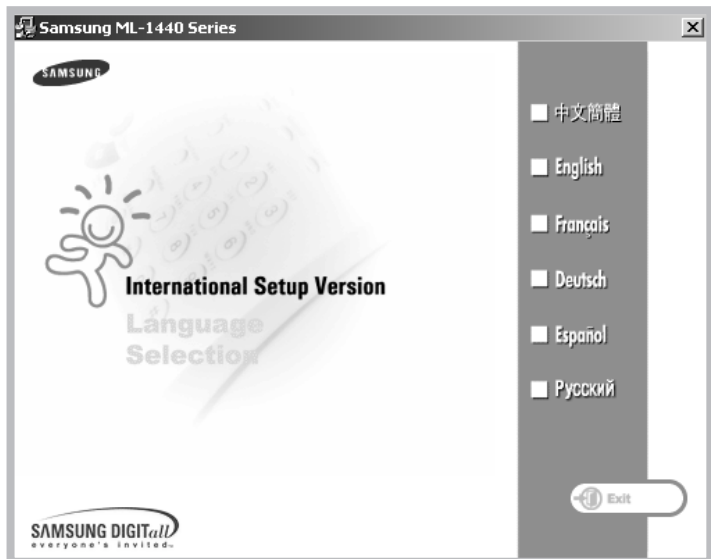 Samsung ML-1440 Series
SAMSUNG
中文簡體
English
Français
Deutsch
International Setup Version
Language
Selection
Español
Русский
Exit
SAMSUNG DIGITall
everyone's invited™